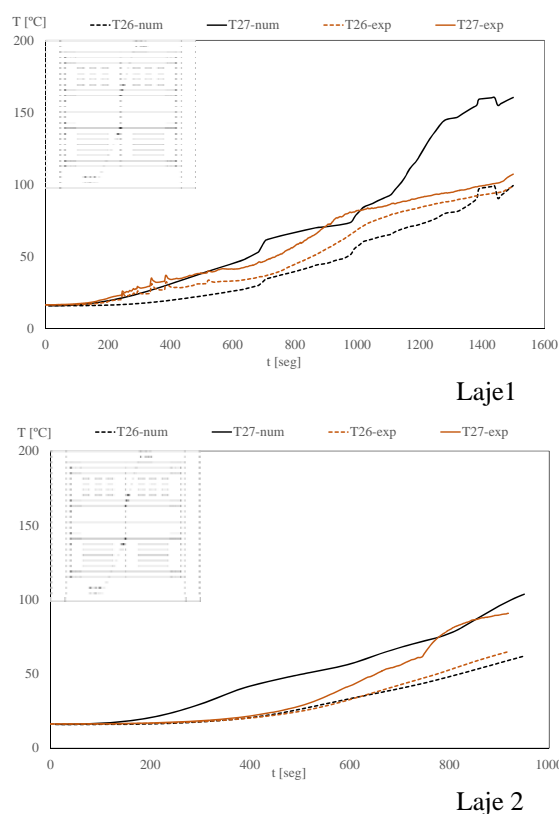 T [ºC]
T26-num T27-num T26-exp T27-exp
200
150
100
50
0
0 200 400 600 800 1000 1200 1400 1600
t [seg]
Laje1
T [ºC]
T26-num T27-num T26-exp T27-exp
200
150
100
50
0
0 200 400 600 800 1000
t [seg]
Laje 2